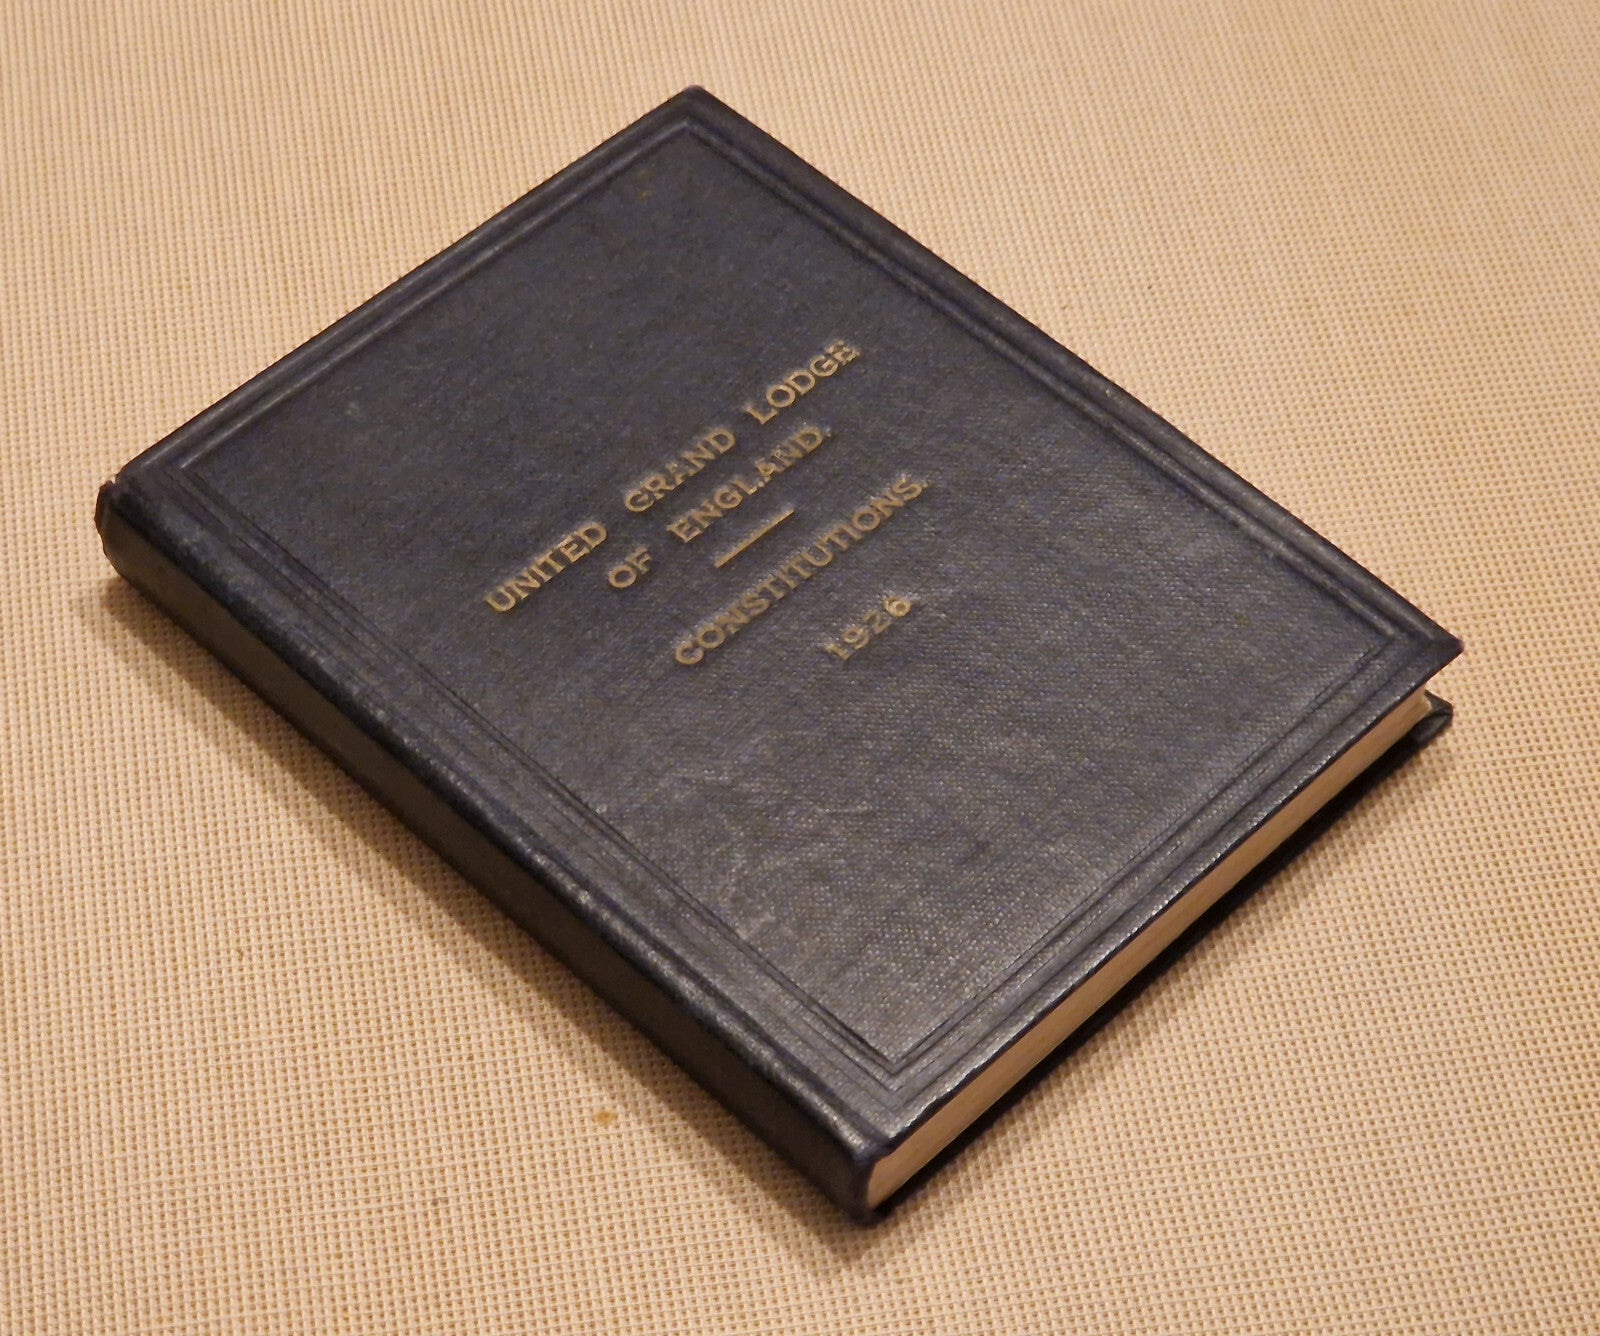 UNITED GRAND LODGE
OF ENGLAND.
CONSTITUTIONS.
1926